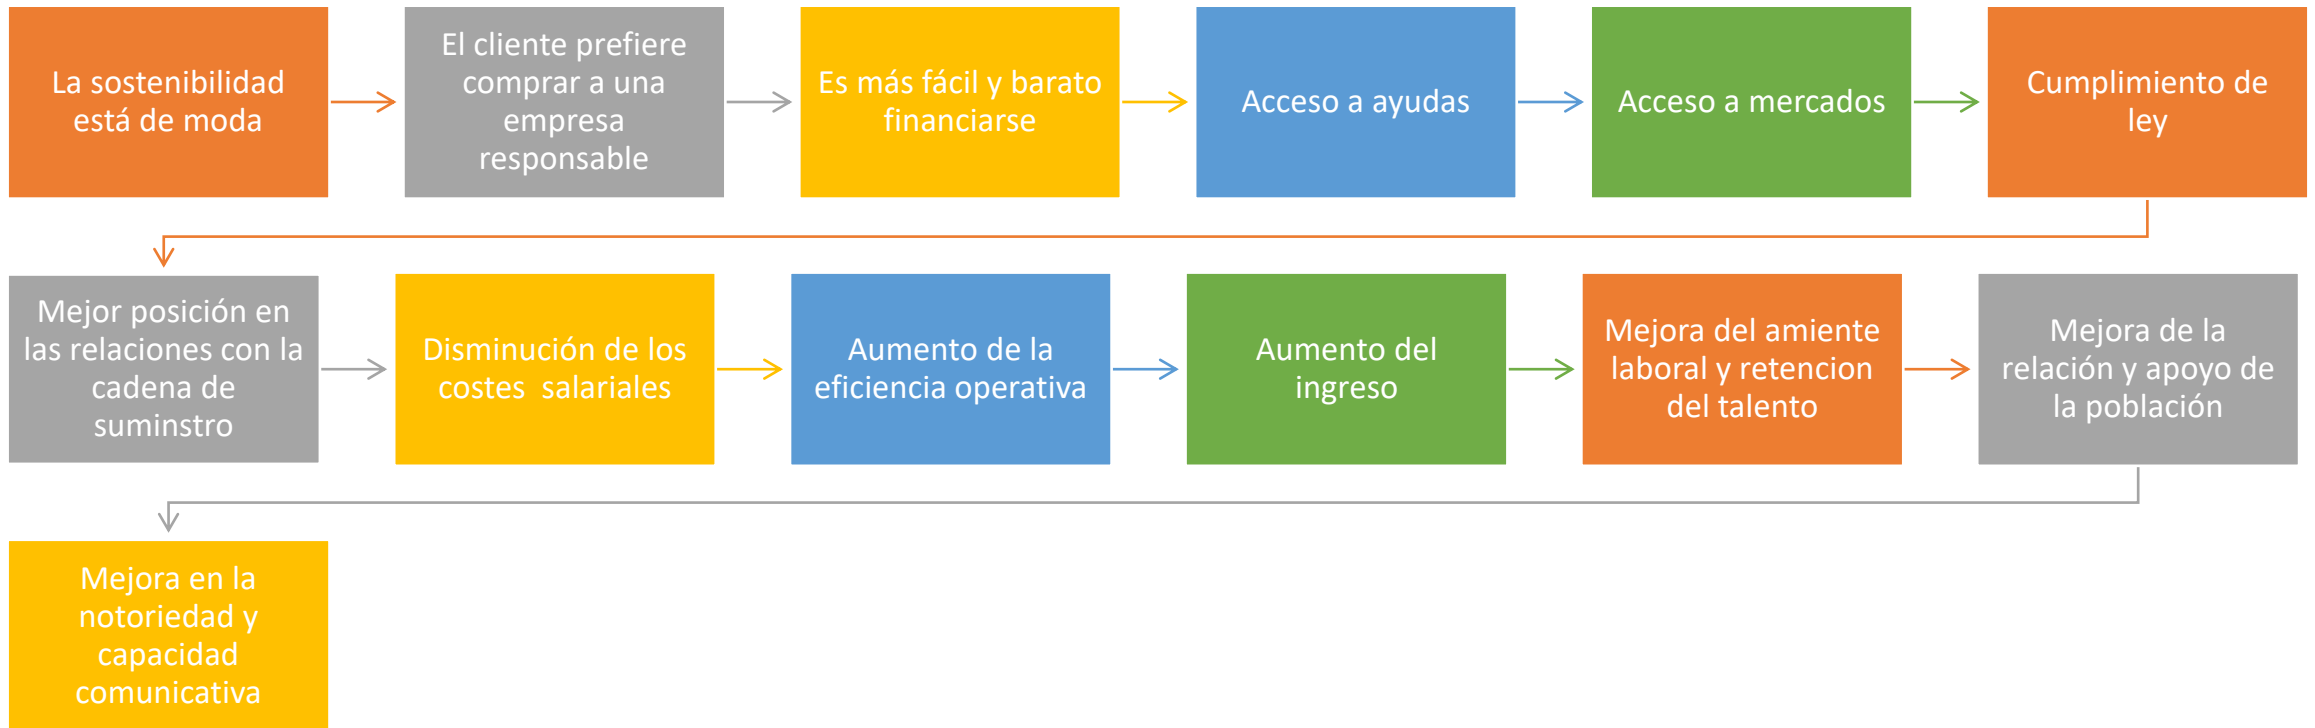 La sostenibilidad
está de moda
El cliente prefiere
comprar a una
empresa
responsable
Es más fácil y barato
financiarse
Acceso a ayudas
Acceso a mercados
Cumplimiento de
ley
Mejor posición en
las relaciones con la
cadena de
suminstro
Disminución de los
costes  salariales
Aumento de la
eficiencia operativa
Aumento del
ingreso
Mejora del amiente
laboral y retencion
del talento
Mejora de la
relación y apoyo de
la población
Mejora en la
notoriedad y
capacidad
comunicativa